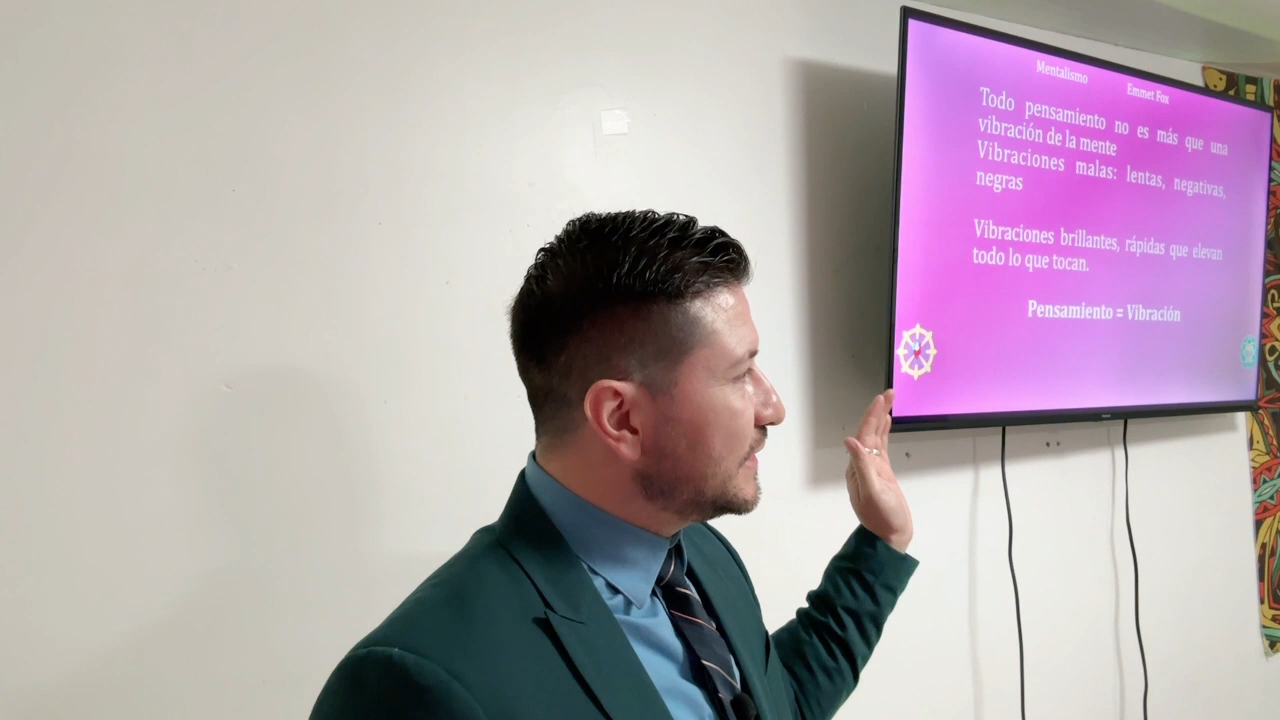 Mentalismo
Emmet Fox
Todo pensamiento no es más que una
vibración de la mente
Vibraciones malas: lentas, negativas,
negras
Vibraciones brillantes, rápidas que elevan
todo lo que tocan.
Pensamiento = Vibración